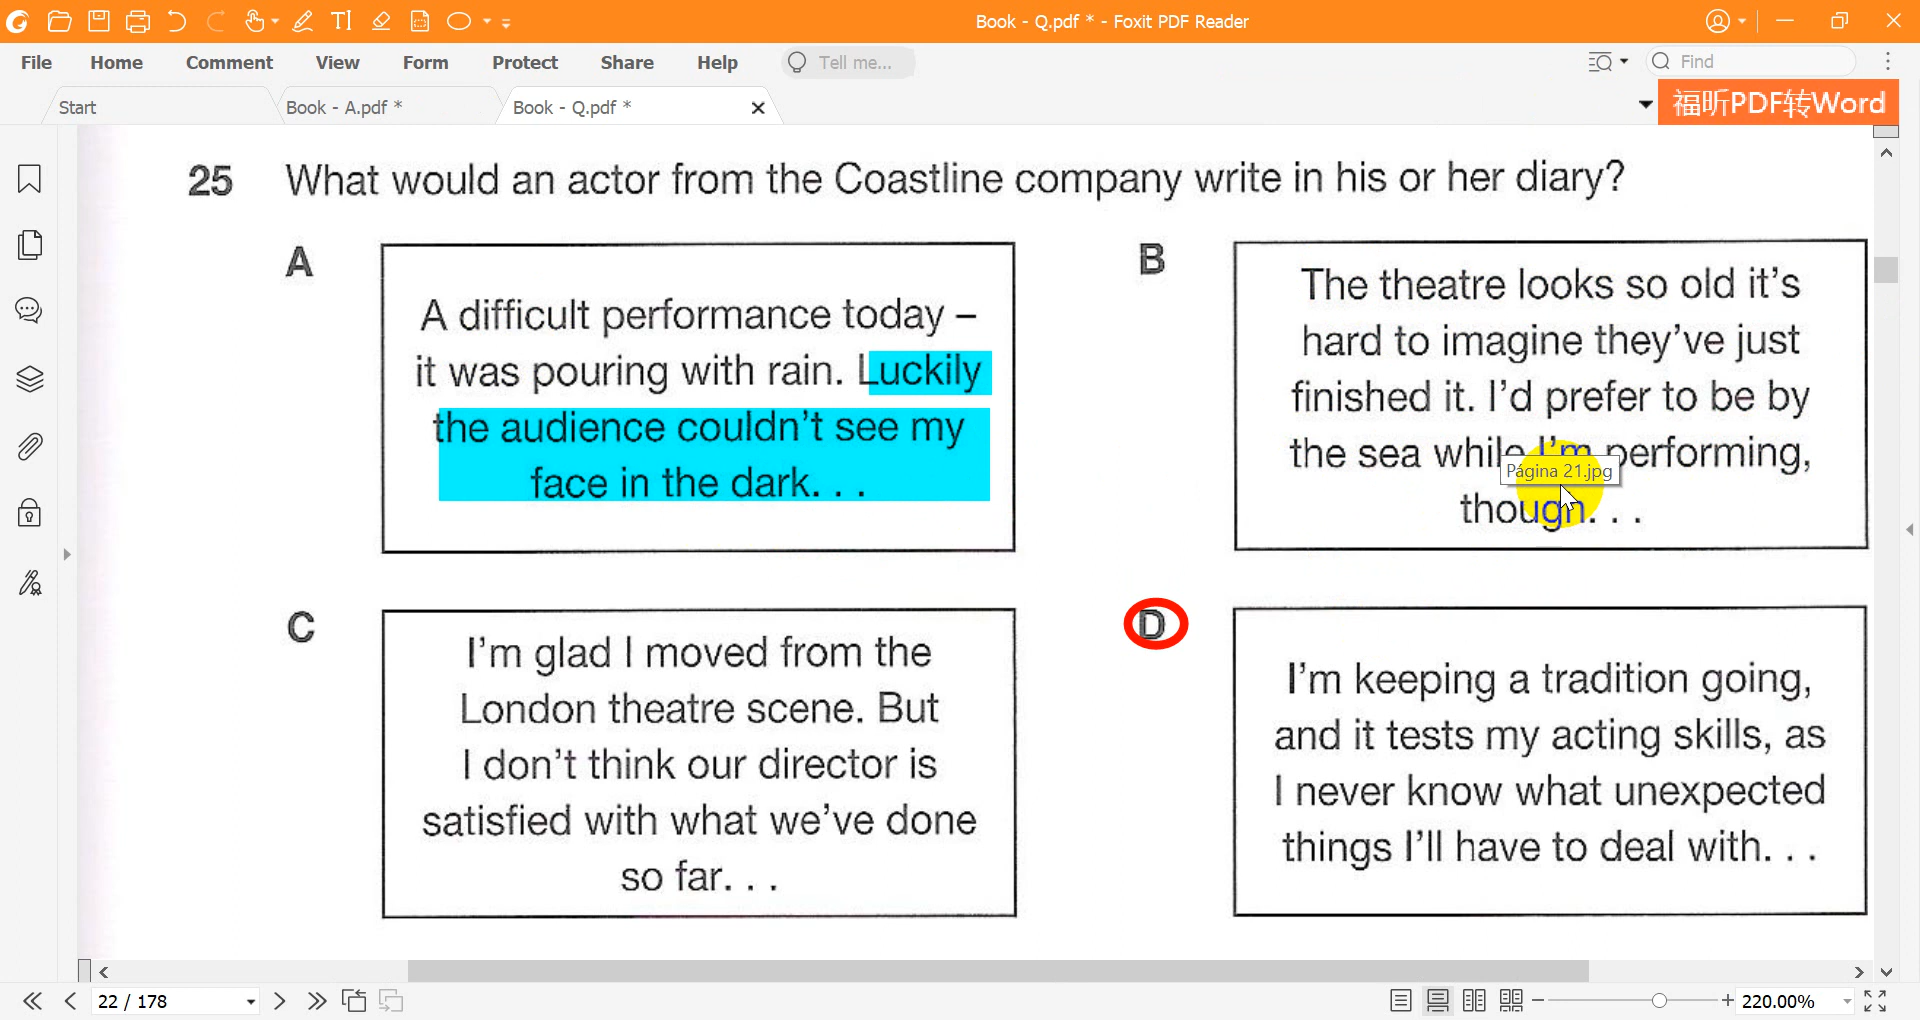 Book - Q.pdf * - Foxit PDF Reader
File Home Comment View Form Protect Share Help Tell me... Find
Start Book - A.pdf * Book - Q.pdf *
福昕PDF转Word
25 What would an actor from the Coastline company write in his or her diary?
A
A difficult performance today –
it was pouring with rain. Luckily
the audience couldn't see my
face in the dark. . .
B
The theatre looks so old it's
hard to imagine they've just
finished it. I'd prefer to be by
the sea while I'm performing,
Página 21.jpg
though. . .
C
I'm glad I moved from the
London theatre scene. But
I don't think our director is
satisfied with what we've done
so far. . .
D
I'm keeping a tradition going,
and it tests my acting skills, as
I never know what unexpected
things I'll have to deal with. . .
22 / 178
220.00%